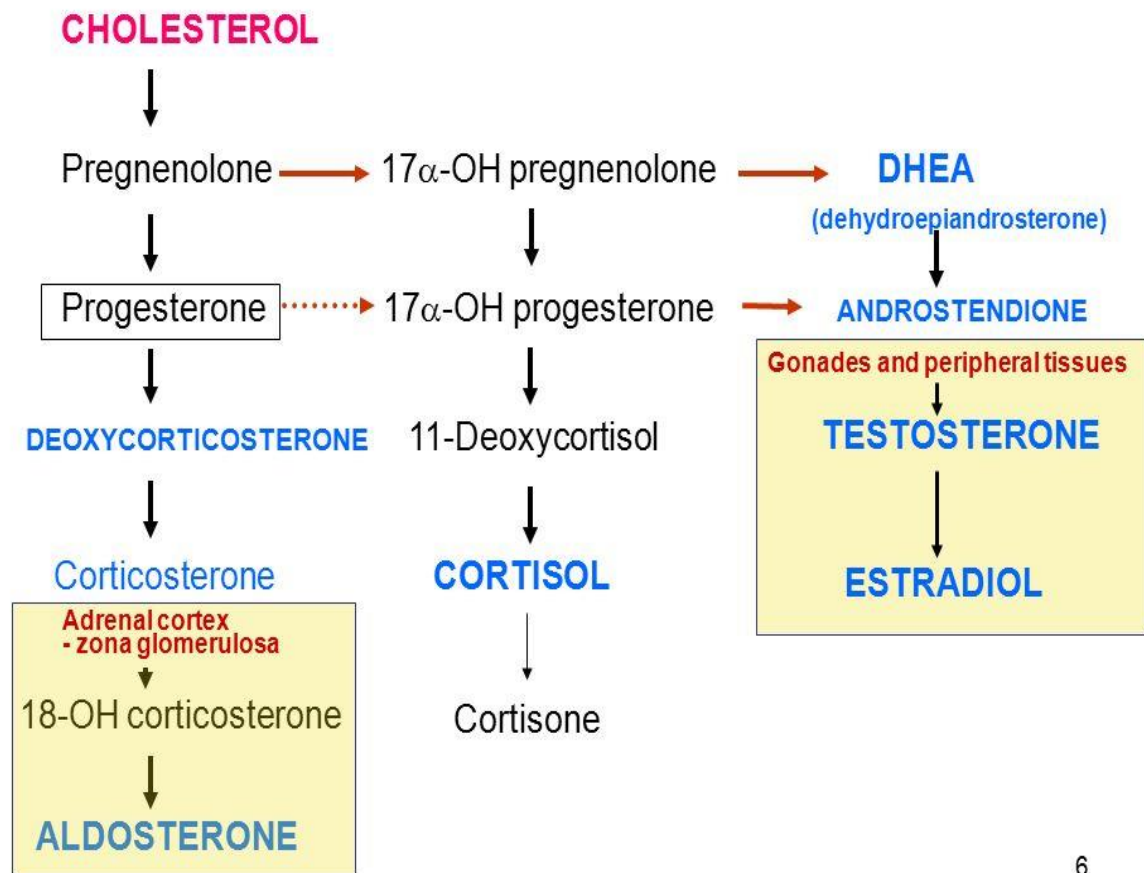 CHOLESTEROL
Pregnenolone
17α-OH pregnenolone
DHEA
(dehydroepiandrosterone)
Progesterone
17α-OH progesterone
ANDROSTENDIONE
Gonades and peripheral tissues
DEOXYCORTICOSTERONE
11-Deoxycortisol
TESTOSTERONE
Corticosterone
CORTISOL
ESTRADIOL
Adrenal cortex
- zona glomerulosa
18-OH corticosterone
Cortisone
ALDOSTERONE
6